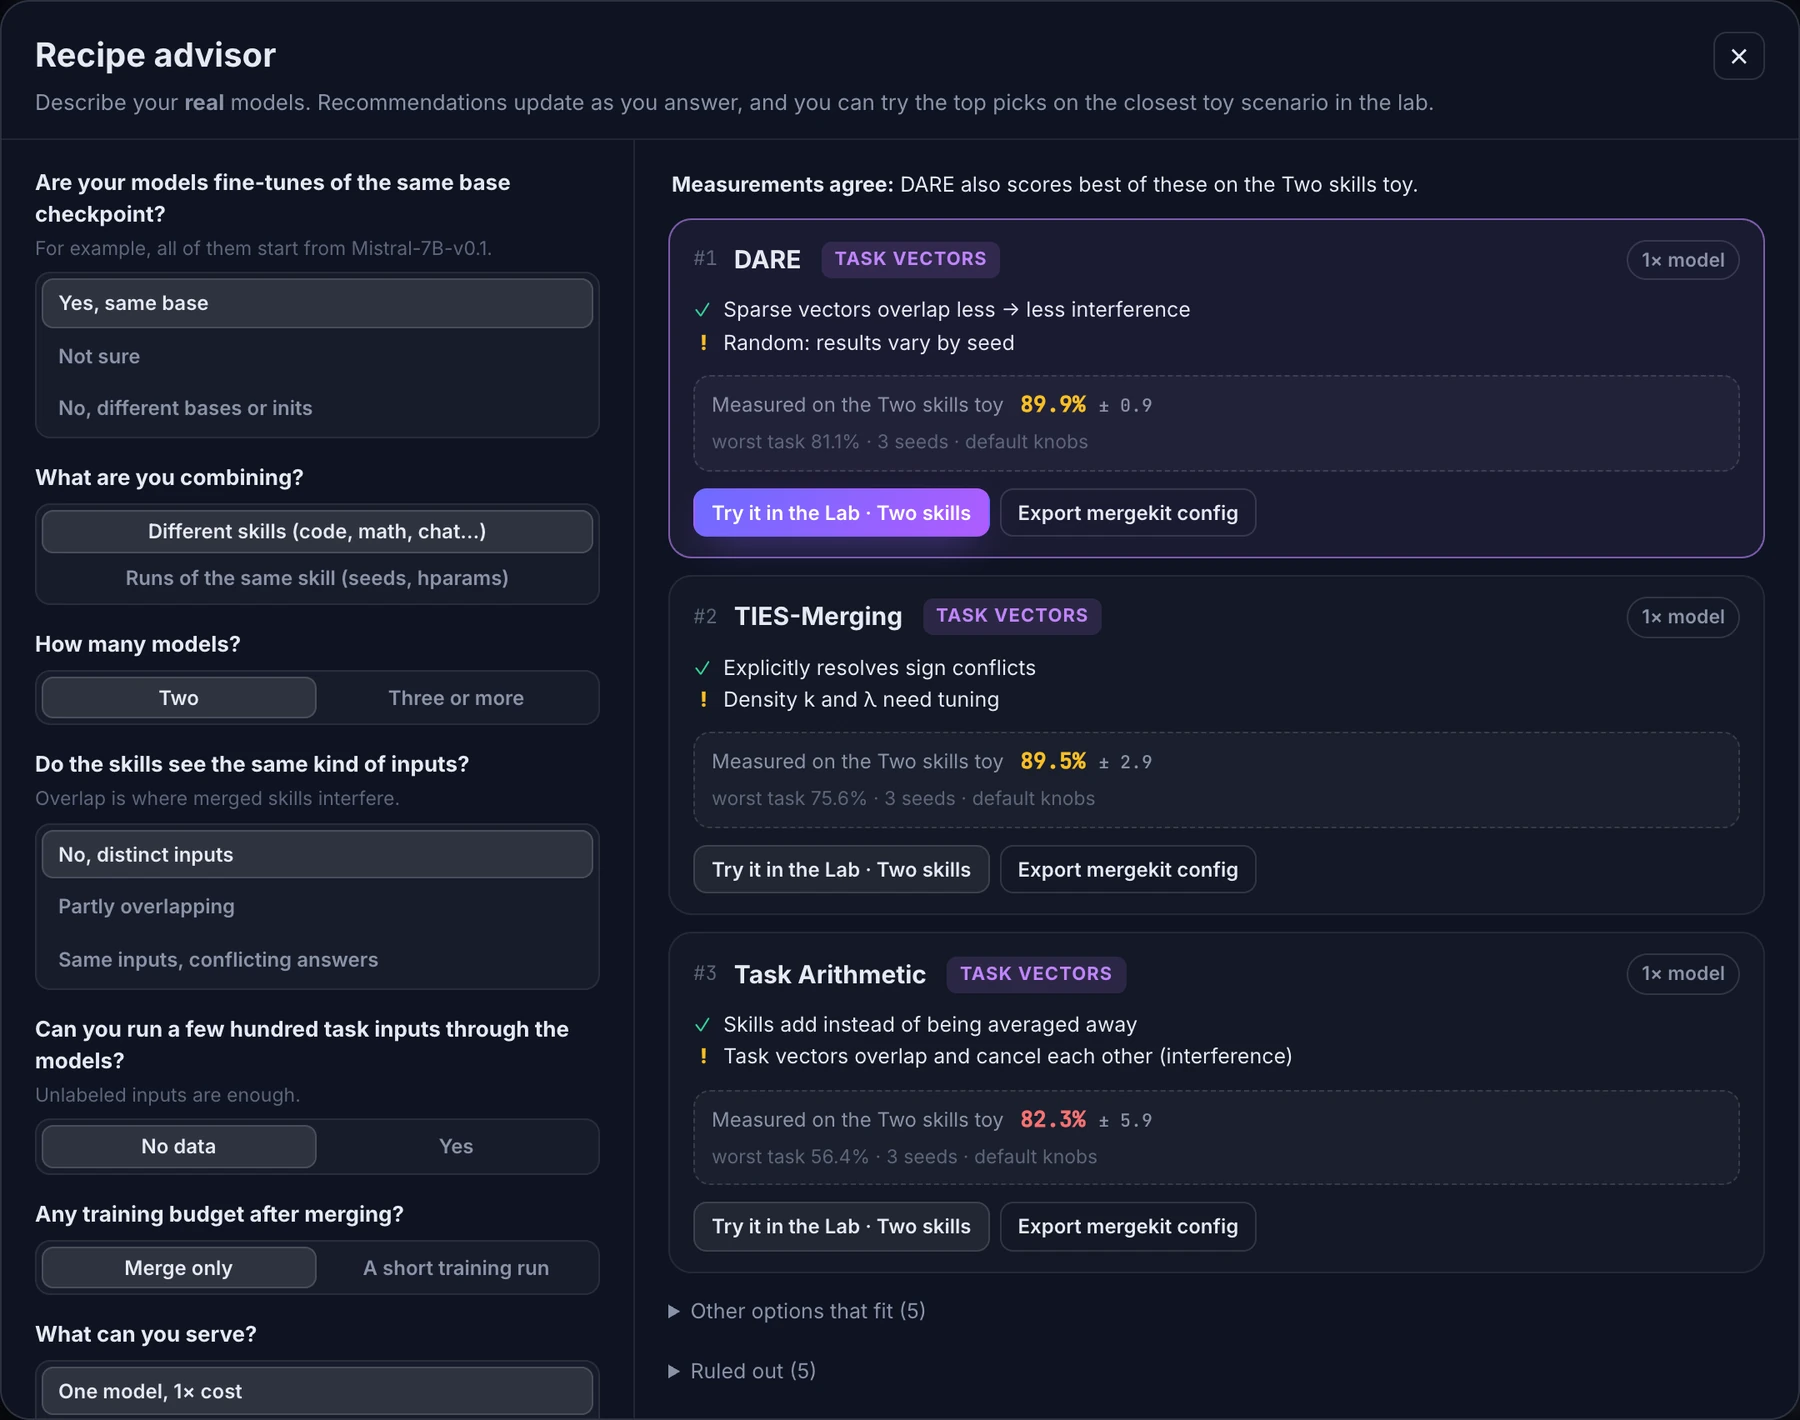 Recipe advisor
Describe your real models. Recommendations update as you answer, and you can try the top picks on the closest toy scenario in the lab.
Are your models fine-tunes of the same base
checkpoint?
For example, all of them start from Mistral-7B-v0.1.
Yes, same base
Not sure
No, different bases or inits
What are you combining?
Different skills (code, math, chat…)
Runs of the same skill (seeds, hparams)
How many models?
Two
Three or more
Do the skills see the same kind of inputs?
Overlap is where merged skills interfere.
No, distinct inputs
Partly overlapping
Same inputs, conflicting answers
Can you run a few hundred task inputs through the
models?
Unlabeled inputs are enough.
No data
Yes
Any training budget after merging?
Merge only
A short training run
What can you serve?
One model, 1× cost
Measurements agree: DARE also scores best of these on the Two skills toy.
#1 DARE TASK VECTORS 1× model
✓ Sparse vectors overlap less → less interference
! Random: results vary by seed
Measured on the Two skills toy 89.9% ± 0.9
worst task 81.1% · 3 seeds · default knobs
Try it in the Lab · Two skills
Export mergekit config
#2 TIES-Merging TASK VECTORS 1× model
✓ Explicitly resolves sign conflicts
! Density k and λ need tuning
Measured on the Two skills toy 89.5% ± 2.9
worst task 75.6% · 3 seeds · default knobs
Try it in the Lab · Two skills
Export mergekit config
#3 Task Arithmetic TASK VECTORS 1× model
✓ Skills add instead of being averaged away
! Task vectors overlap and cancel each other (interference)
Measured on the Two skills toy 82.3% ± 5.9
worst task 56.4% · 3 seeds · default knobs
Try it in the Lab · Two skills
Export mergekit config
▶ Other options that fit (5)
▶ Ruled out (5)